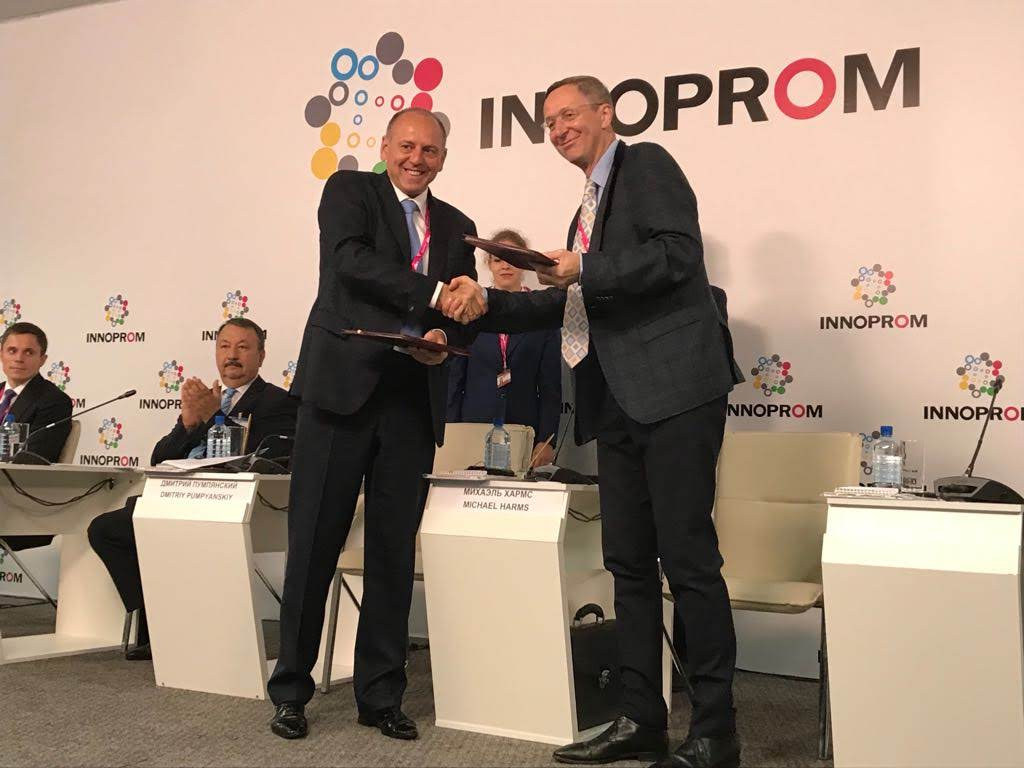 INNOPROM
INNOPROM
INNOPROM
INNOPROM
INNOPROM
INNOPROM
INNOPROM
ДМИТРИЙ ПУМПЯНСКИЙ
DMITRIY PUMPYANSKIY
МИХАЭЛЬ ХАРМС
MICHAEL HARMS